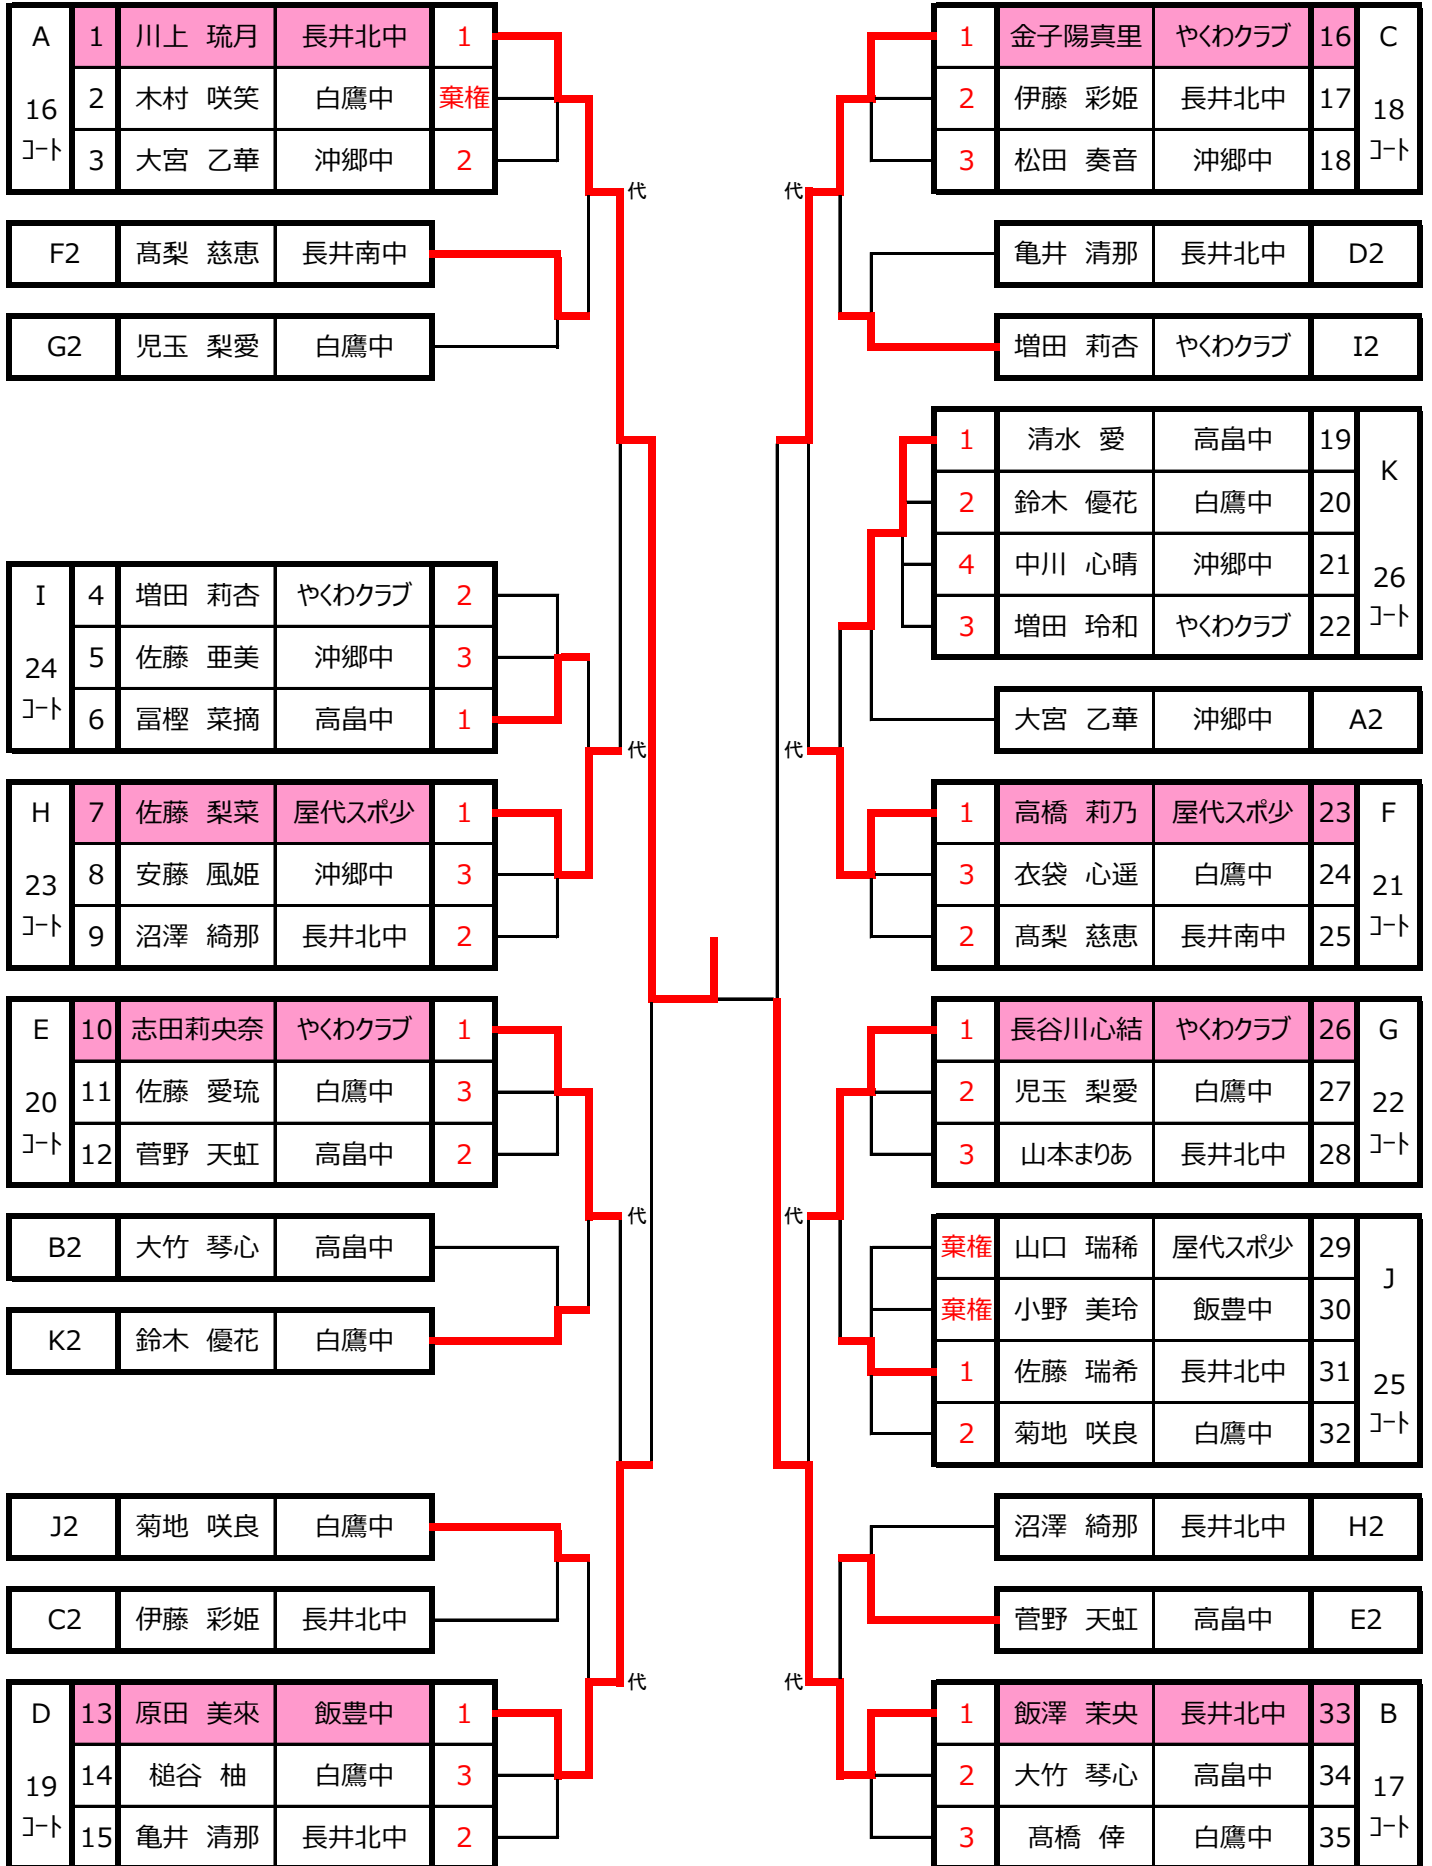 A 1 川上 琉月 長井北中 1
16 2 木村 咲笑 白鷹中 棄権
コート 3 大宮 乙華 沖郷中 2
代
F2 髙梨 慈恵 長井南中
G2 児玉 梨愛 白鷹中
I 4 増田 莉杏 やくわクラブ 2
24 5 佐藤 亜美 沖郷中 3
コート 6 冨樫 菜摘 高畠中 1
代
H 7 佐藤 梨菜 屋代スポ少 1
23 8 安藤 風姫 沖郷中 3
コート 9 沼澤 綺那 長井北中 2
E 10 志田莉央奈 やくわクラブ 1
20 11 佐藤 愛琉 白鷹中 3
コート 12 菅野 天虹 高畠中 2
代
B2 大竹 琴心 高畠中
K2 鈴木 優花 白鷹中
J2 菊地 咲良 白鷹中
C2 伊藤 彩姫 長井北中
代
D 13 原田 美來 飯豊中 1
19 14 槌谷 柚 白鷹中 3
コート 15 亀井 清那 長井北中 2
1 金子陽真里 やくわクラブ 16 C
2 伊藤 彩姫 長井北中 17 18
3 松田 奏音 沖郷中 18 コート
代
亀井 清那 長井北中 D2
増田 莉杏 やくわクラブ I2
1 清水 愛 高畠中 19 K
2 鈴木 優花 白鷹中 20
4 中川 心晴 沖郷中 21 26
3 増田 玲和 やくわクラブ 22 コート
大宮 乙華 沖郷中 A2
代
1 高橋 莉乃 屋代スポ少 23 F
3 衣袋 心遥 白鷹中 24 21
2 髙梨 慈恵 長井南中 25 コート
1 長谷川心結 やくわクラブ 26 G
2 児玉 梨愛 白鷹中 27 22
3 山本まりあ 長井北中 28 コート
代
棄権 山口 瑞稀 屋代スポ少 29 J
棄権 小野 美玲 飯豊中 30
1 佐藤 瑞希 長井北中 31 25
2 菊地 咲良 白鷹中 32 コート
沼澤 綺那 長井北中 H2
菅野 天虹 高畠中 E2
代
1 飯澤 茉央 長井北中 33 B
2 大竹 琴心 高畠中 34 17
3 髙橋 倖 白鷹中 35 コート